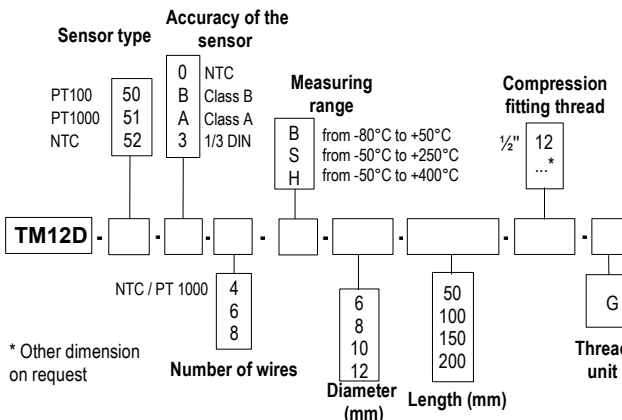 Accuracy of the
sensor
Sensor type
0 NTC
PT100 50 B Class B
PT1000 51 A Class A
NTC 52 3 1/3 DIN
Measuring
range
B from -80°C to +50°C
S from -50°C to +250°C
H from -50°C to +400°C
Compression
fitting thread
½" 12
...*
TM12D - - - - - - -
NTC / PT 1000 4
6
8
Number of wires
6
8
10
12
Diameter
(mm)
50
100
150
200
Length (mm)
G
Thread
unit
* Other dimension
on request